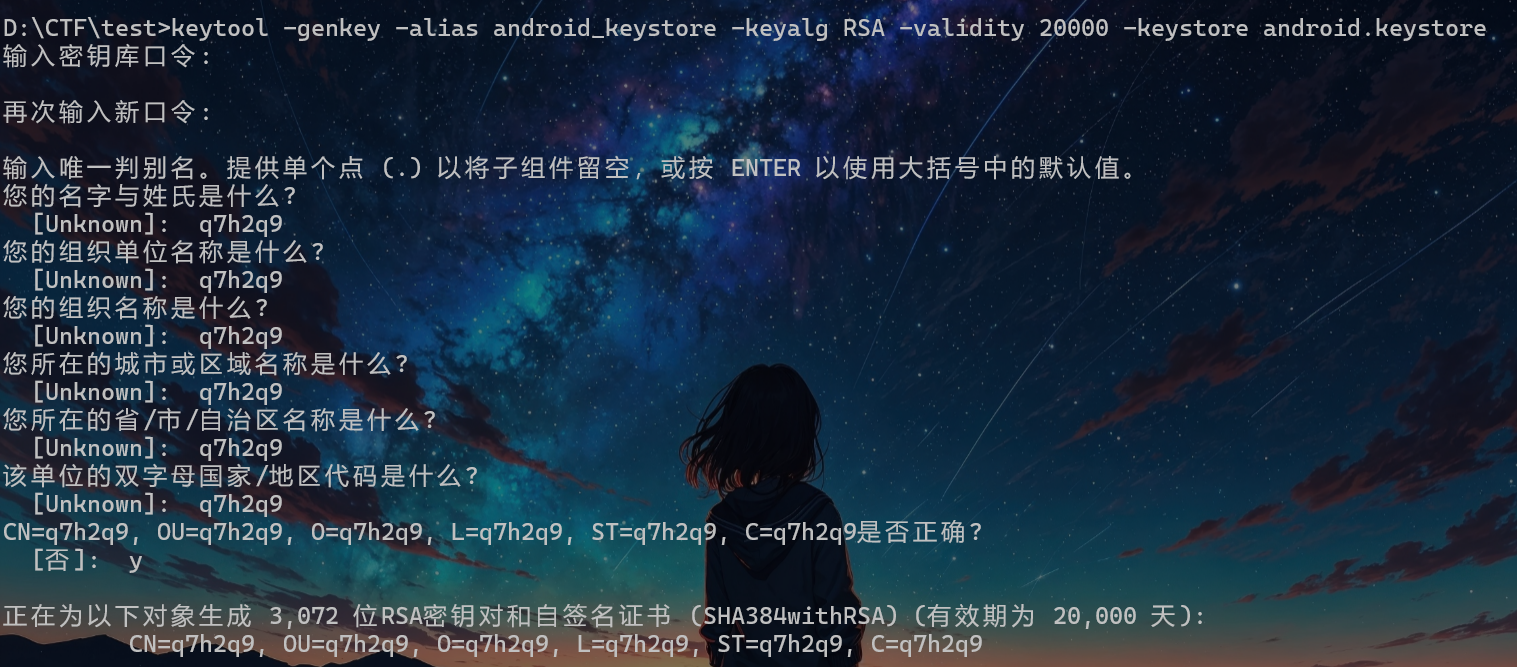 D:\CTF\test>keytool -genkey -alias android_keystore -keyalg RSA -validity 20000 -keystore android.keystore
输入密钥库口令:
再次输入新口令:
输入唯一判别名。提供单个点 (.) 以将子组件留空, 或按 ENTER 以使用大括号中的默认值。
您的名字与姓氏是什么?
  [Unknown]:  q7h2q9
您的组织单位名称是什么?
  [Unknown]:  q7h2q9
您的组织名称是什么?
  [Unknown]:  q7h2q9
您所在的城市或区域名称是什么?
  [Unknown]:  q7h2q9
您所在的省/市/自治区名称是什么?
  [Unknown]:  q7h2q9
该单位的双字母国家/地区代码是什么?
  [Unknown]:  q7h2q9
CN=q7h2q9, OU=q7h2q9, O=q7h2q9, L=q7h2q9, ST=q7h2q9, C=q7h2q9是否正确?
  [否]:  y
正在为以下对象生成 3,072 位RSA密钥对和自签名证书 (SHA384withRSA) (有效期为 20,000 天):
         CN=q7h2q9, OU=q7h2q9, O=q7h2q9, L=q7h2q9, ST=q7h2q9, C=q7h2q9